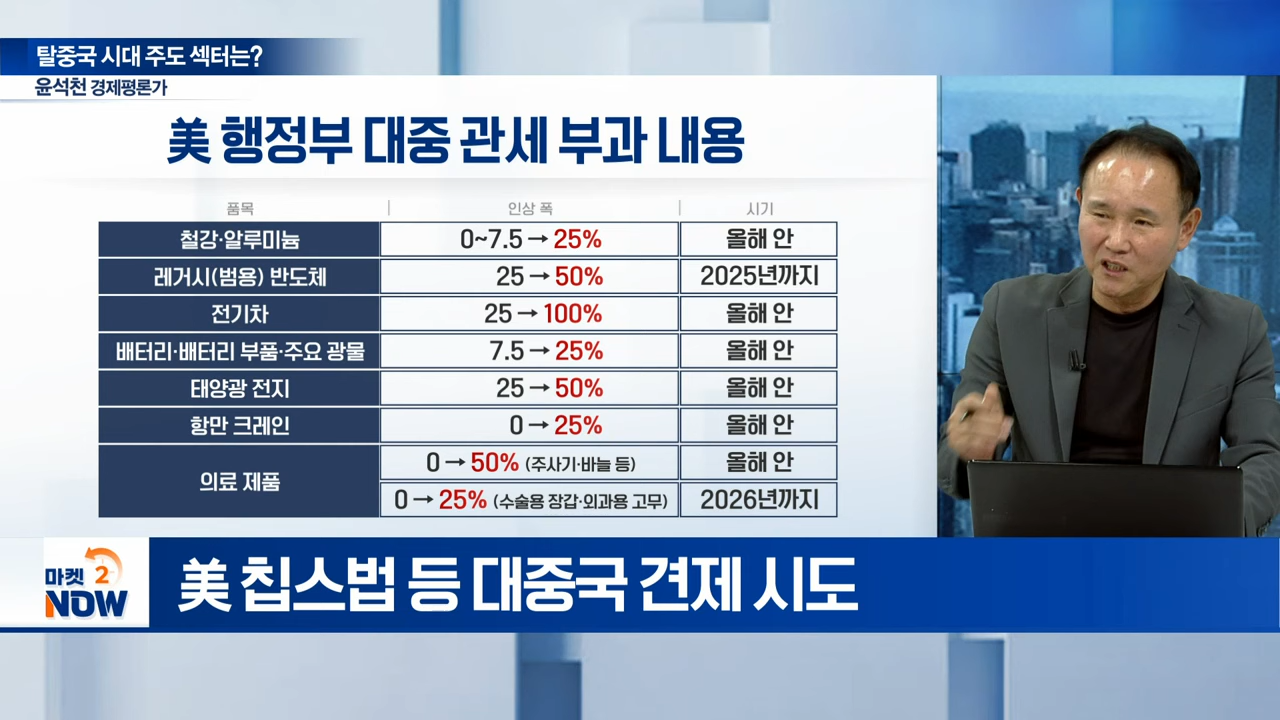 탈중국 시대 주도 섹터는?
윤석천 경제평론가
美 행정부 대중 관세 부과 내용
품목 인상 폭 시기
철강·알루미늄 0~7.5→25% 올해 안
레거시(범용) 반도체 25→50% 2025년까지
전기차 25→100% 올해 안
배터리·배터리 부품·주요 광물 7.5→25% 올해 안
태양광 전지 25→50% 올해 안
항만 크레인 0→25% 올해 안
의료 제품 0→50% (주사기·바늘 등) 올해 안
0→25% (수술용 장갑·외과용 고무) 2026년까지
마켓 2
NOW
美 칩스법 등 대중국 견제 시도